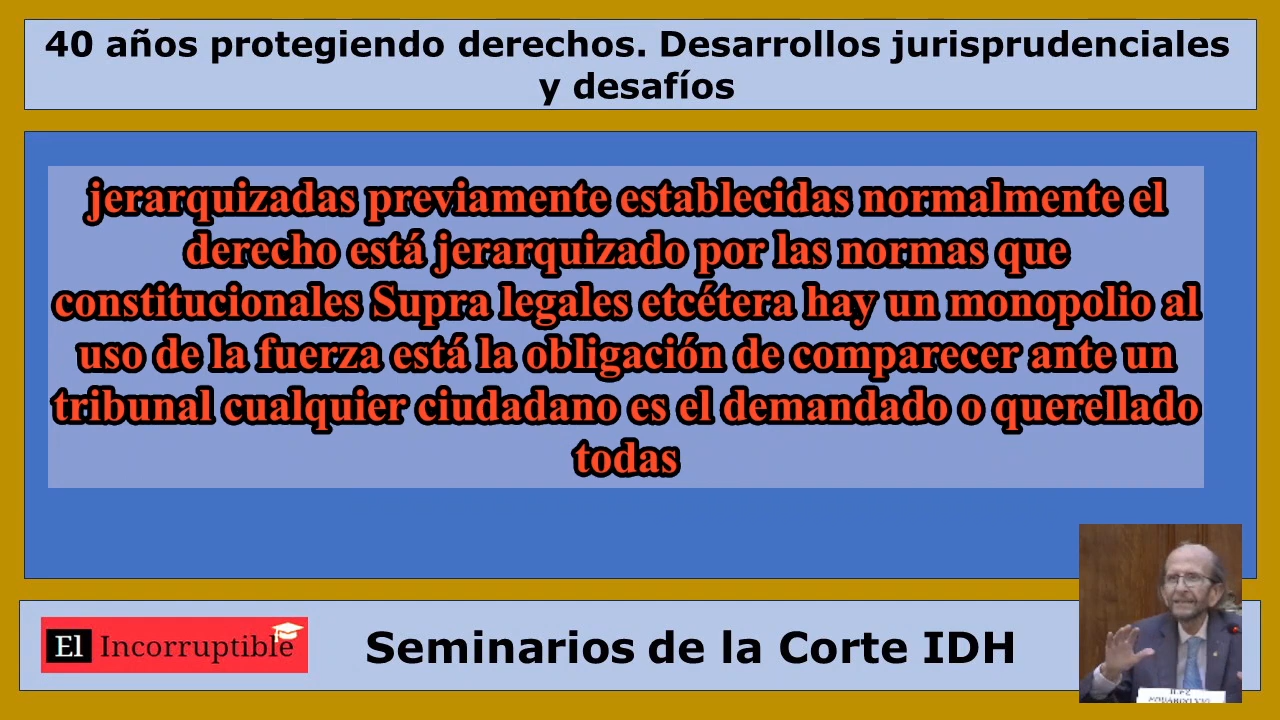 40 años protegiendo derechos. Desarrollos jurisprudenciales
y desafíos
jerarquizadas previamente establecidas normalmente el
derecho está jerarquizado por las normas que
constitucionales Supra legales etcétera hay un monopolio al
uso de la fuerza está la obligación de comparecer ante un
tribunal cualquier ciudadano es el demandado o querellado
todas
El Incorruptible
Seminarios de la Corte IDH